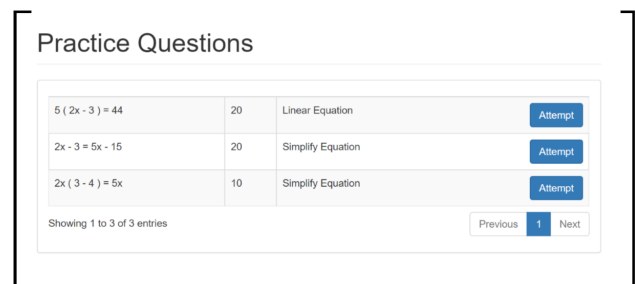 Practice Questions
5 ( 2x - 3 ) = 44 20 Linear Equation Attempt
2x - 3 = 5x - 15 20 Simplify Equation Attempt
2x ( 3 - 4 ) = 5x 10 Simplify Equation Attempt
Showing 1 to 3 of 3 entries Previous 1 Next